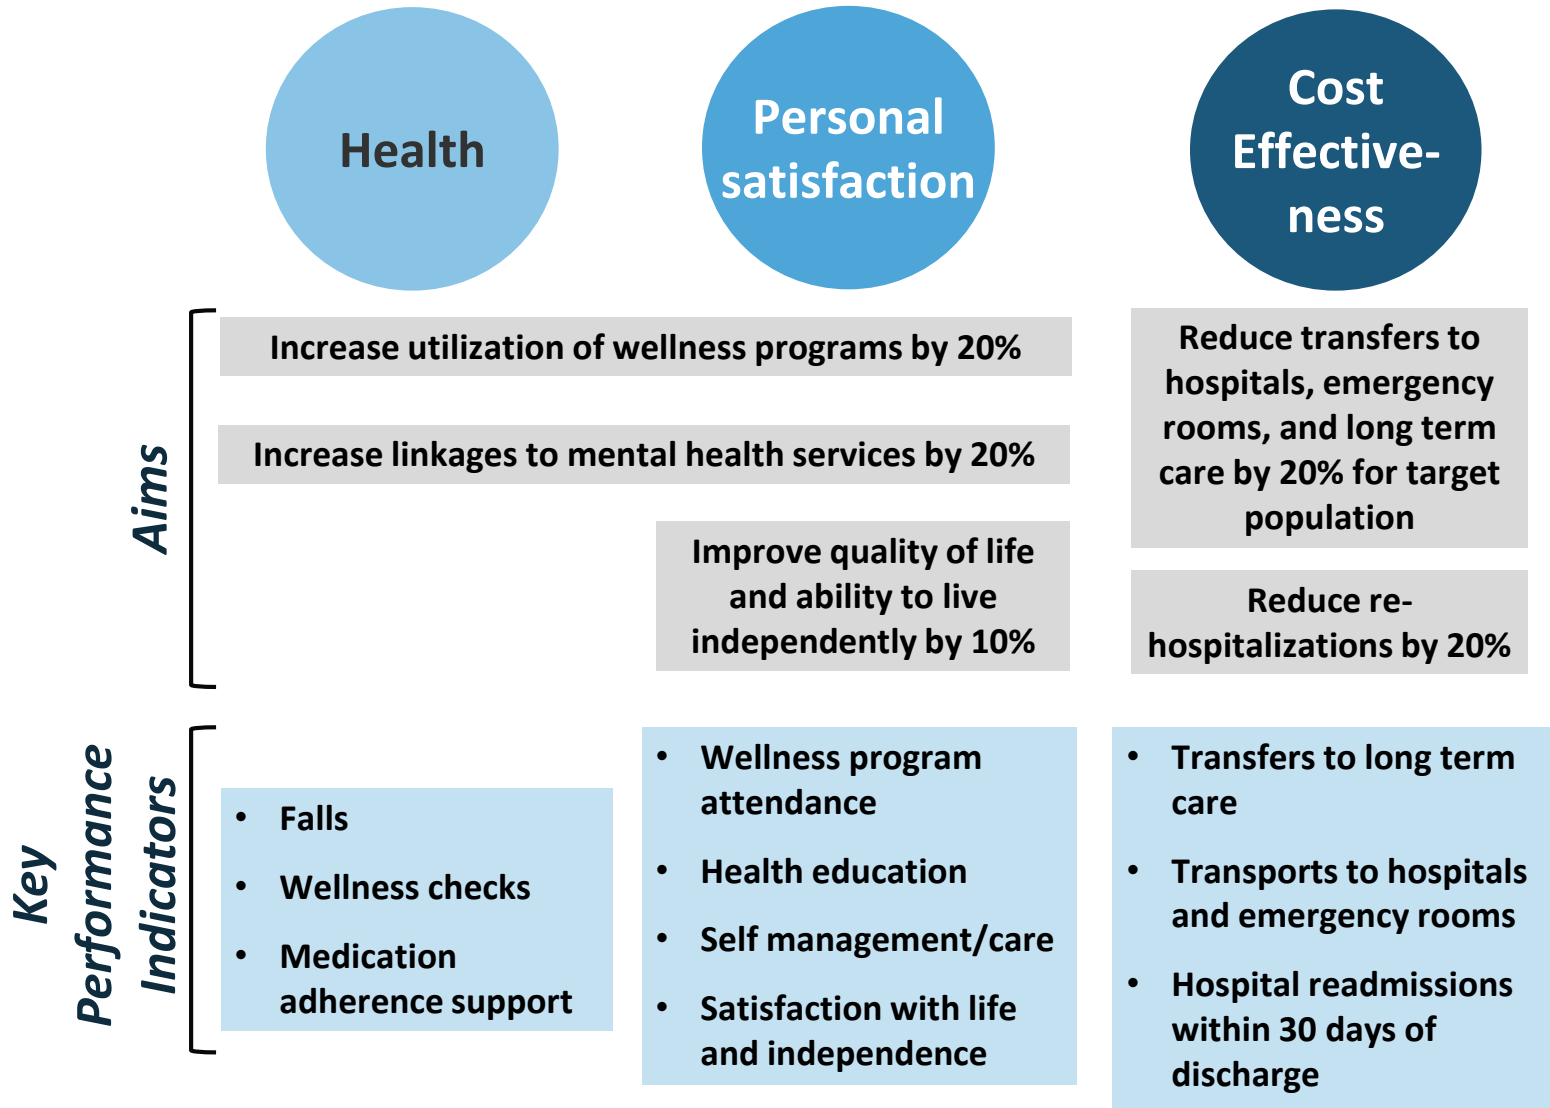 Health
Personal
satisfaction
Cost
Effective-
ness
Aims
Increase utilization of wellness programs by 20%
Increase linkages to mental health services by 20%
Improve quality of life
and ability to live
independently by 10%
Reduce transfers to
hospitals, emergency
rooms, and long term
care by 20% for target
population
Reduce re-
hospitalizations by 20%
Key
Performance
Indicators
• Falls
• Wellness checks
• Medication
adherence support
• Wellness program
attendance
• Health education
• Self management/care
• Satisfaction with life
and independence
• Transfers to long term
care
• Transports to hospitals
and emergency rooms
• Hospital readmissions
within 30 days of
discharge